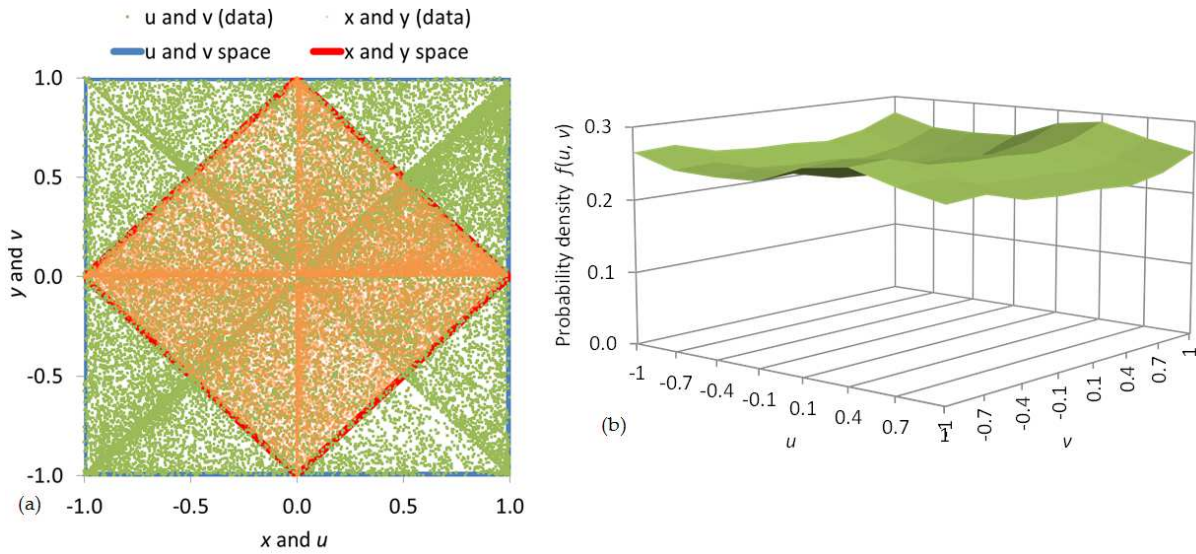 u and v (data) x and y (data)
u and v space x and y space
1.0
0.5
0.0
-0.5
-1.0
y and v
-1.0 -0.5 0.0 0.5 1.0
x and u
(a)
Probability density f(u, v)
0.3
0.2
0.1
0.0
-1 -0.7 -0.4 -0.1 0.1 0.4 0.7 1
u
-1 -0.7 -0.4 -0.1 0.1 0.4 0.7 1
v
(b)